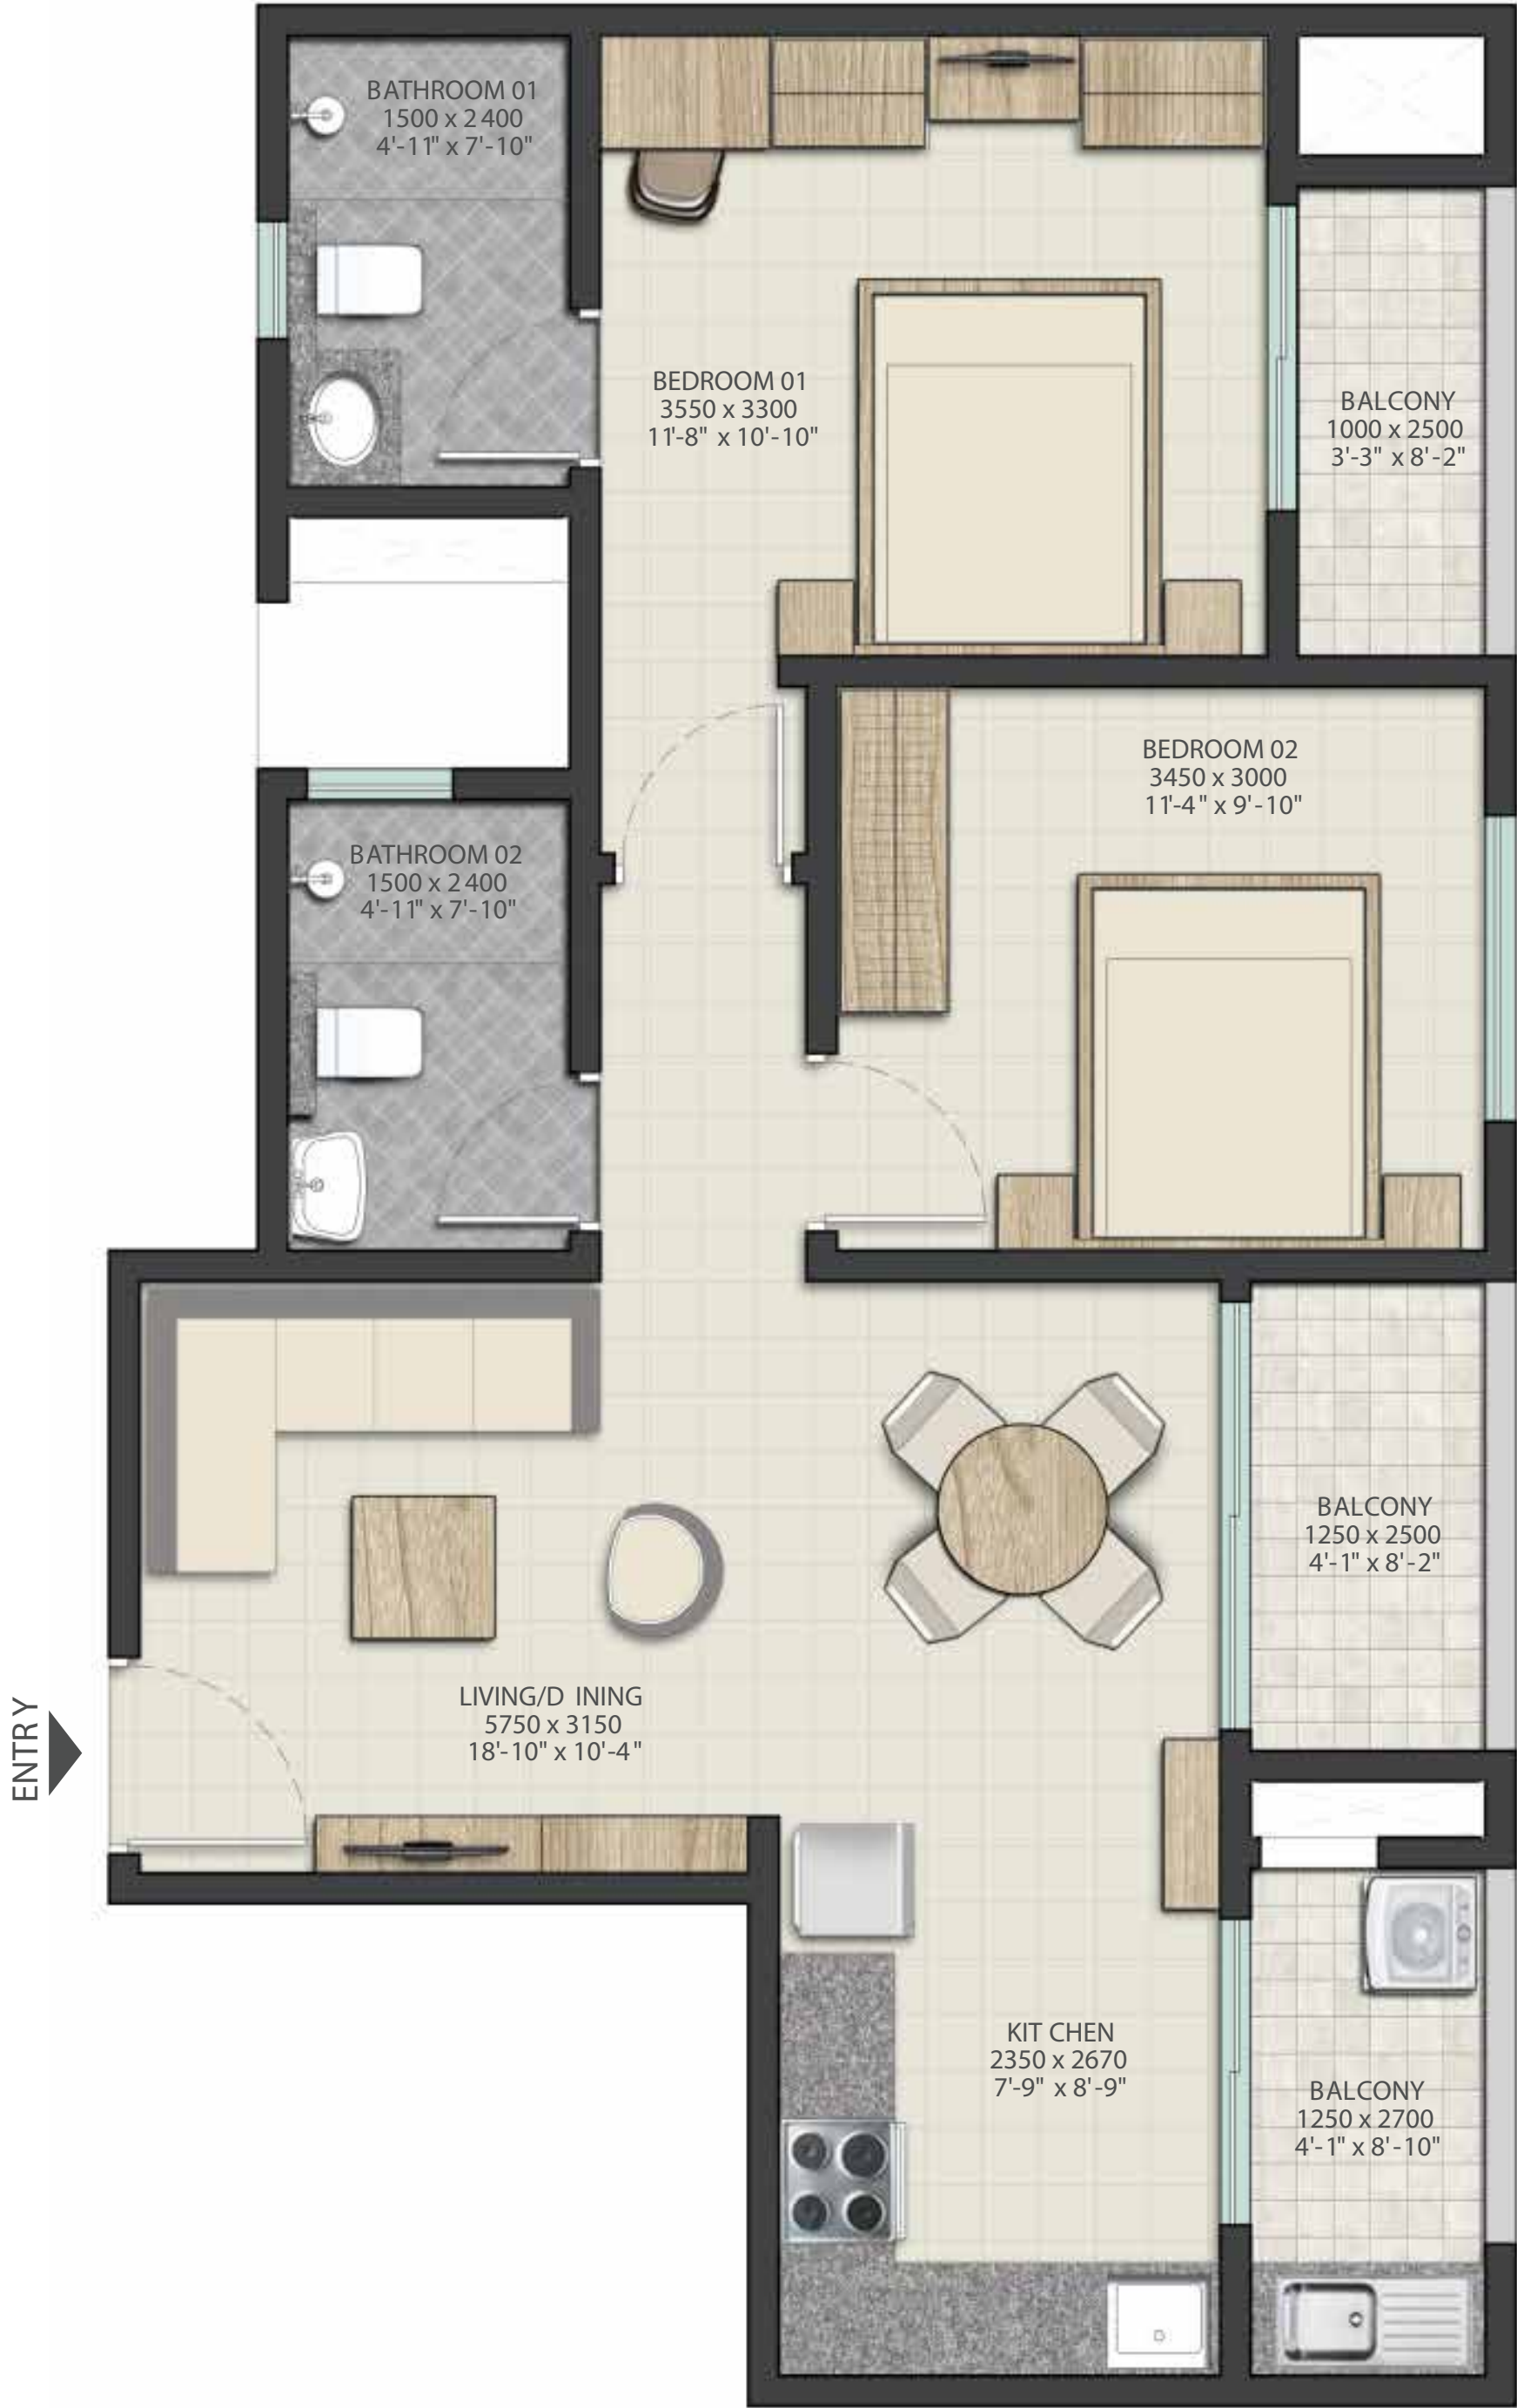 BATHROOM 01
1500 x 2400
4'-11" x 7'-10"
BEDROOM 01
3550 x 3300
11'-8" x 10'-10"
BALCONY
1000 x 2500
3'-3" x 8'-2"
BEDROOM 02
3450 x 3000
11'-4" x 9'-10"
BATHROOM 02
1500 x 2400
4'-11" x 7'-10"
BALCONY
1250 x 2500
4'-1" x 8'-2"
LIVING/D INING
5750 x 3150
18'-10" x 10'-4"
ENTRY
KIT CHEN
2350 x 2670
7'-9" x 8'-9"
BALCONY
1250 x 2700
4'-1" x 8'-10"